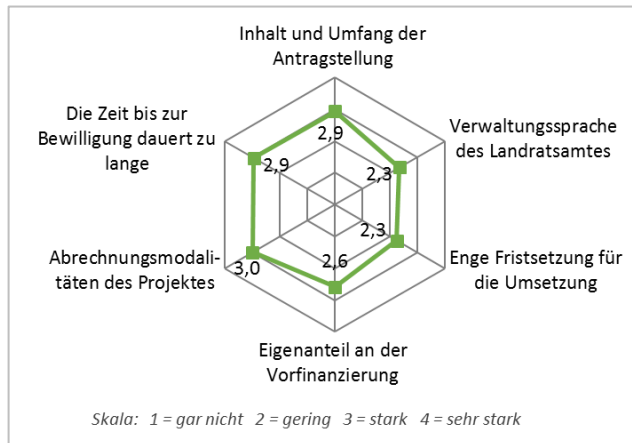 Inhalt und Umfang der
Antragstellung
2,9
Verwaltungssprache
des Landratsamtes
2,3
Enge Fristsetzung für
die Umsetzung
2,3
Eigenanteil an der
Vorfinanzierung
2,6
Abrechnungsmodali-
täten des Projektes
3,0
Die Zeit bis zur
Bewilligung dauert zu
lange
2,9
Skala: 1 = gar nicht 2 = gering 3 = stark 4 = sehr stark